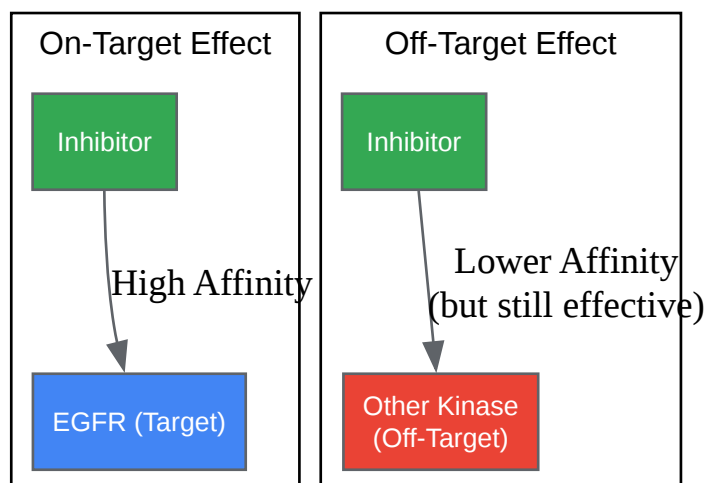 On-Target Effect
Inhibitor
High Affinity
EGFR (Target)
Off-Target Effect
Inhibitor
Lower Affinity
(but still effective)
Other Kinase
(Off-Target)